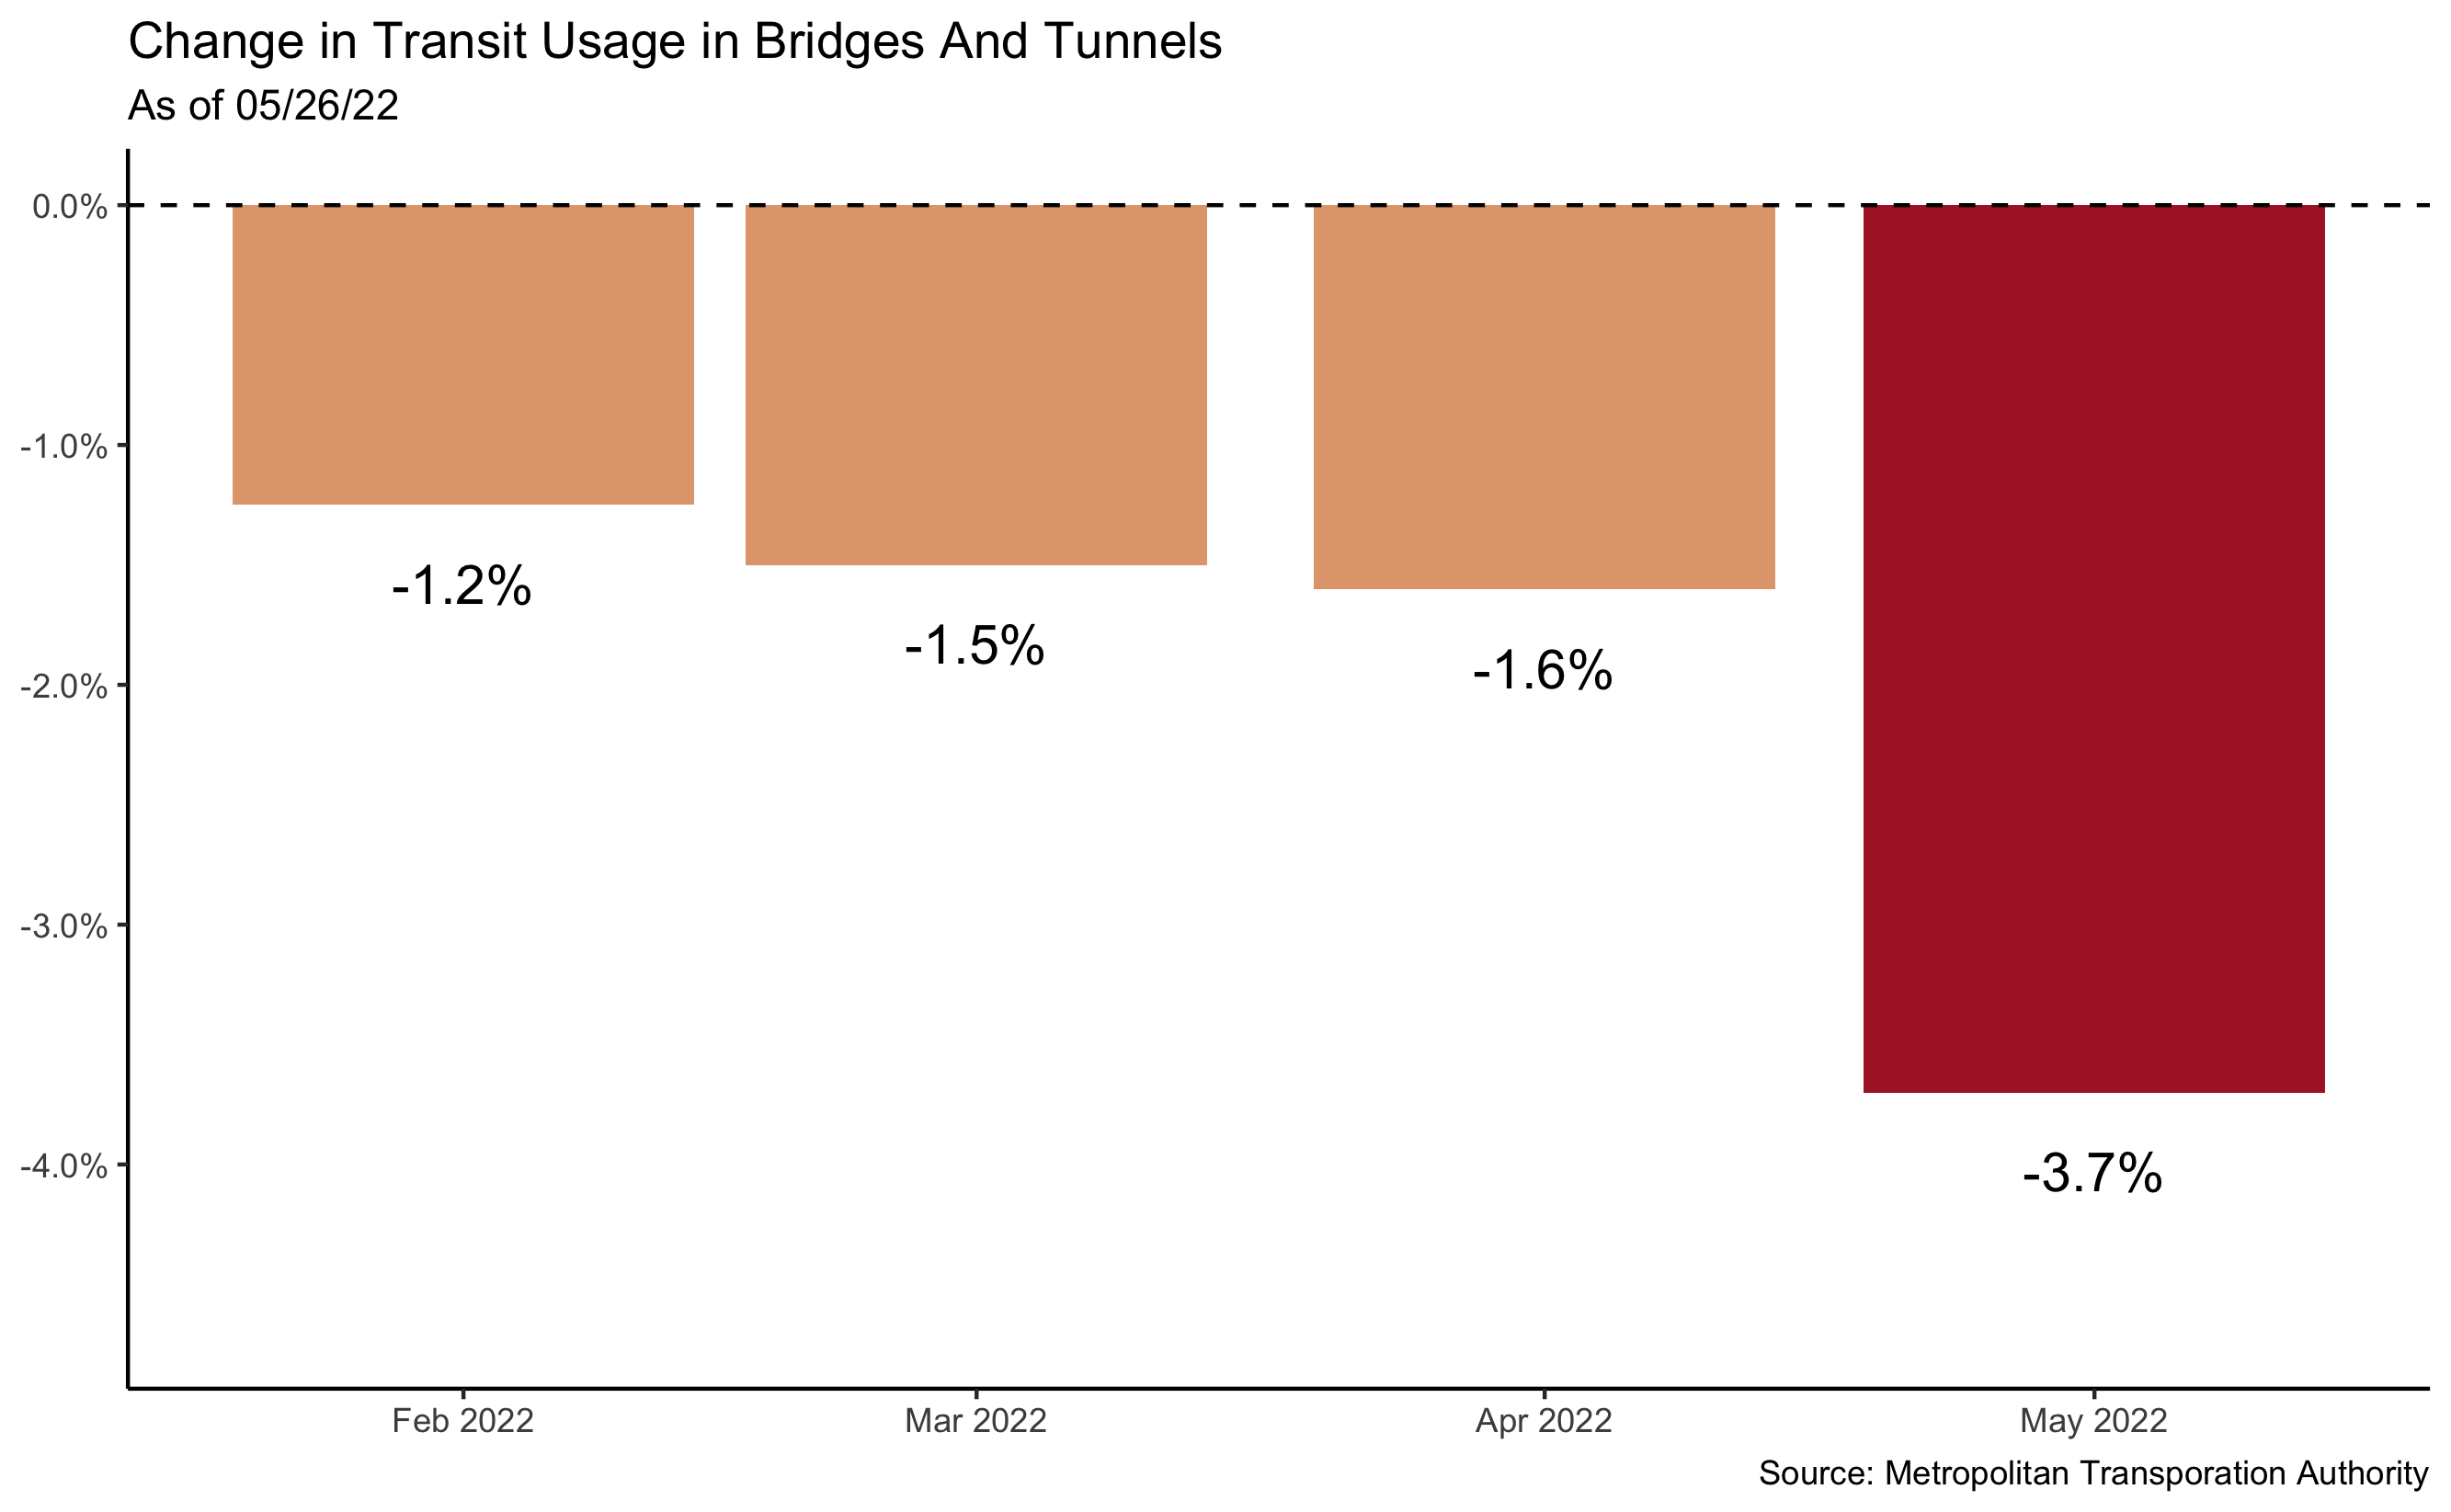 Change in Transit Usage in Bridges And Tunnels
As of 05/26/22
0.0%
-1.0%
-2.0%
-3.0%
-4.0%
-1.2%
-1.5%
-1.6%
-3.7%
Feb 2022
Mar 2022
Apr 2022
May 2022
Source: Metropolitan Transporation Authority